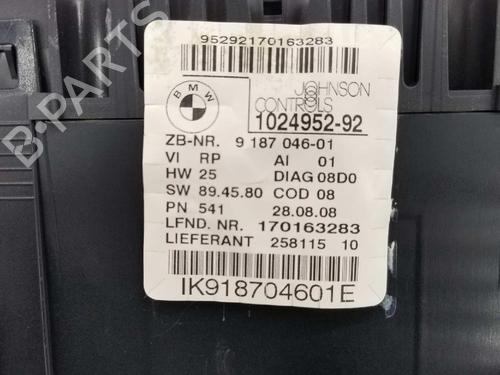 95292170163283
BMW
JOHNSON
CONTROLS
1024952-92
ZB-NR. 9 187 046-01
VI RP AI 01
HW 25 DIAG 08D0
SW 89.45.80 COD 08
PN 541 28.08.08
LFND. NR. 170163283
LIEFERANT 258115 10
IK918704601E
B-PARTS